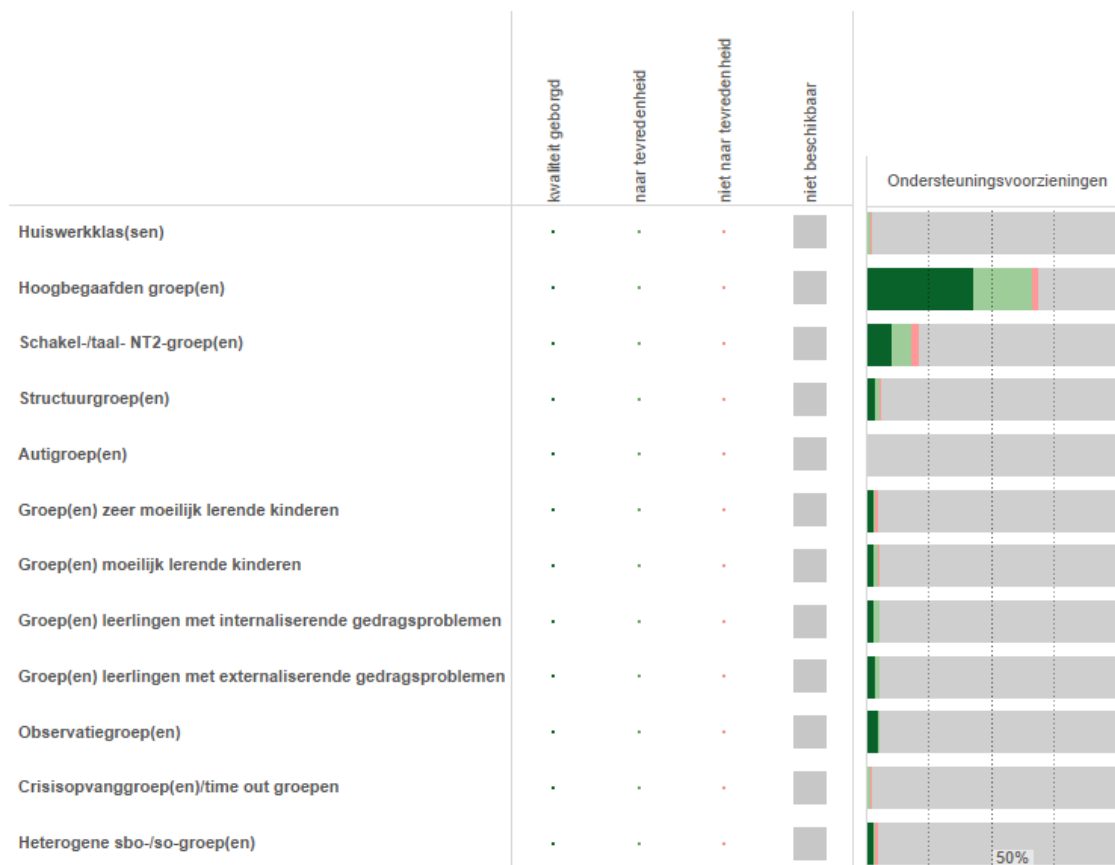 kwaliteit geborgd
naar tevredenheid
niet naar tevredenheid
niet beschikbaar
Ondersteuningsvoorzieningen
Huiswerkklas(sen)
Hoogbegaafden groep(en)
Schakel-/taal- NT2-groep(en)
Structuurgroep(en)
Autigroep(en)
Groep(en) zeer moeilijk lerende kinderen
Groep(en) moeilijk lerende kinderen
Groep(en) leerlingen met internaliserende gedragsproblemen
Groep(en) leerlingen met externaliserende gedragsproblemen
Observatiegroep(en)
Crisisopvanggroep(en)/time out groepen
Heterogene sbo-/so-groep(en)
50%